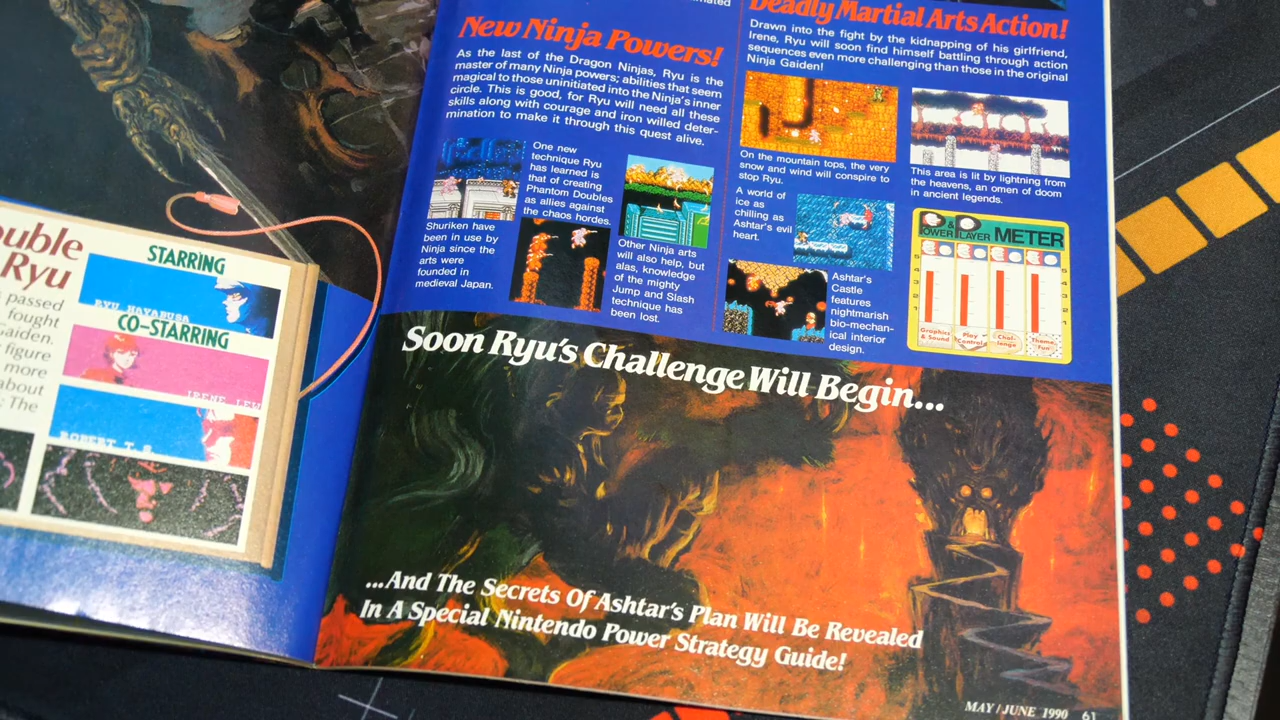 ouble
Ryu
passed
fought
Gaiden.
figure
more
about
The
STARRING
RYU HAYABUSA
CO-STARRING
IRENE LEW
ROBERT T.S.
New Ninja Powers!
As the last of the Dragon Ninjas, Ryu is the
master of many Ninja powers; abilities that seem
magical to those uninitiated into the Ninja's inner
circle. This is good, for Ryu will need all these
skills along with courage and iron willed deter-
mination to make it through this quest alive.
One new
technique Ryu
has learned is
that of creating
Phantom Doubles
as allies against
the chaos hordes.
Shuriken have
been in use by
Ninja since the
arts were
founded in
medieval Japan.
Other Ninja arts
will also help, but
alas, knowledge
of the mighty
Jump and Slash
technique has
been lost.
Deadly Martial Arts Action!
Drawn into the fight by the kidnapping of his girlfriend,
Irene, Ryu will soon find himself battling through action
sequences even more challenging than those in the original
Ninja Gaiden!
On the mountain tops, the very
snow and wind will conspire to
stop Ryu.
This area is lit by lightning from
the heavens, an omen of doom
in ancient legends.
A world of
ice as
chilling as
Ashtar's evil
heart.
Ashtar's
Castle
features
nightmarish
bio-mechan-
ical interior
design.
POWER & PLAYER METER
5
4
3
2
1
Graphics
& Sound
Play
Control
Chal-
lenge
Theme
Fun
Soon Ryu's Challenge Will Begin...
...And The Secrets Of Ashtar's Plan Will Be Revealed
In A Special Nintendo Power Strategy Guide!
MAY/JUNE 1990 61